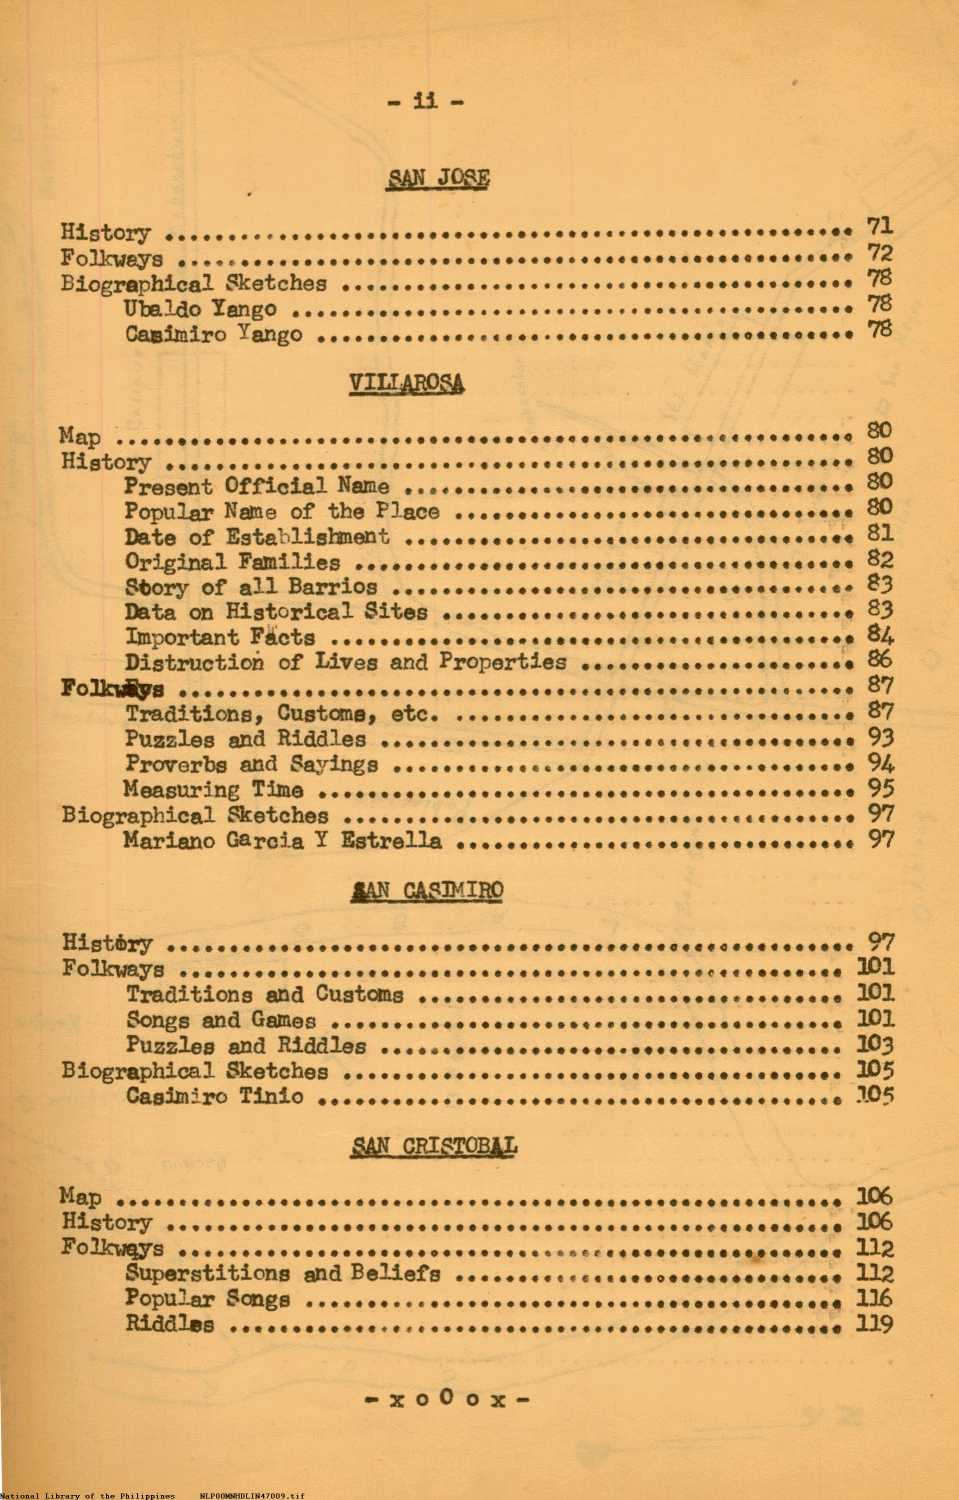 - ii -
SAN JOSE
History ........................................................ 71
Folkways ....................................................... 72
Biographical Sketches .......................................... 78
Ubaldo Yango ............................................. 78
Casimiro Yango ........................................... 78
VILLAROSA
Map ............................................................ 80
History ........................................................ 80
Present Official Name .................................... 80
Popular Name of the Place ................................ 80
Date of Establishment .................................... 81
Original Families ........................................ 82
Story of all Barrios ..................................... 83
Data on Historical Sites ................................. 83
Important Facts .......................................... 84
Distruction of Lives and Properties ...................... 86
Folkways ....................................................... 87
Traditions, Customs, etc. ................................ 87
Puzzles and Riddles ...................................... 93
Proverbs and Sayings ..................................... 94
Measuring Time ........................................... 95
Biographical Sketches .......................................... 97
Mariano Garcia Y Estrella ................................ 97
SAN CASIMIRO
History ........................................................ 97
Folkways ...................................................... 101
Traditions and Customs .................................. 101
Songs and Games ......................................... 101
Puzzles and Riddles ..................................... 103
Biographical Sketches ......................................... 105
Casimiro Tinio .......................................... 105
SAN CRISTOBAL
Map ........................................................... 106
History ....................................................... 106
Folkways ...................................................... 112
Superstitions and Beliefs ............................... 112
Popular Songs ........................................... 116
Riddles ................................................. 119
- x o O o x -
National Library of the Philippines NLPO0MNHDLIN47009.tif